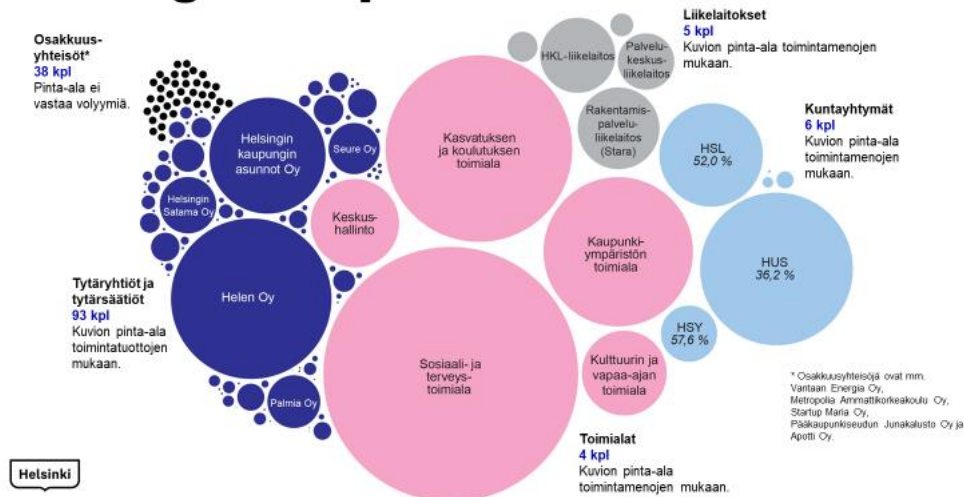 Osakkuus-
yhteisöt*
38 kpl
Pinta-ala ei
vastaa volyymiä.
Liikelaitokset
5 kpl
Kuvion pinta-ala toimintamenojen
mukaan.
HKL-liikelaitos
Palvelu-
keskus-
liikelaitos
Rakentamis-
palvelu-
liikelaitos
(Stara)
Kuntayhtymät
6 kpl
Kuvion pinta-ala
toimintamenojen
mukaan.
Helsingin
kaupungin
asunnot Oy
Seure Oy
Kasvatuksen
ja koulutuksen
toimiala
HSL
52,0 %
Helsingin
Satama Oy
Keskus-
hallinto
Kaupunki-
ympäristön
toimiala
HUS
36,2 %
Tytäryhtiöt ja
tytärsäätiöt
93 kpl
Kuvion pinta-ala
toimintatuottojen
mukaan.
Helen Oy
HSY
57,6 %
Sosiaali- ja
terveys-
toimiala
Kulttuurin ja
vapaa-ajan
toimiala
Palmia Oy
* Osakkuusyhteisöjä ovat mm.
Vantaan Energia Oy,
Metropolia Ammattikorkeakoulu Oy,
Startup Maria Oy,
Pääkaupunkiseudun Junakalusto Oy ja
Apotti Oy.
Toimialat
4 kpl
Kuvion pinta-ala
toimintamenojen mukaan.
Helsinki